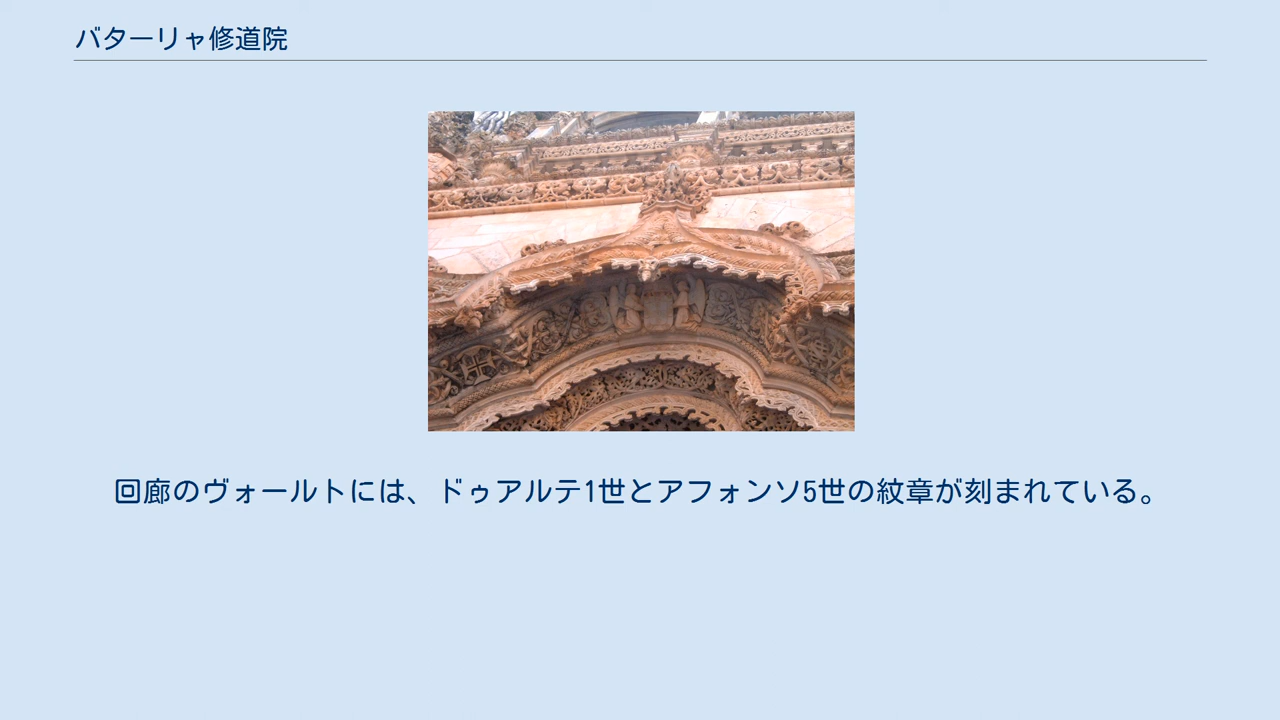 バターリャ修道院
回廊のヴォールトには、ドゥアルテ1世とアフォンソ5世の紋章が刻まれている。